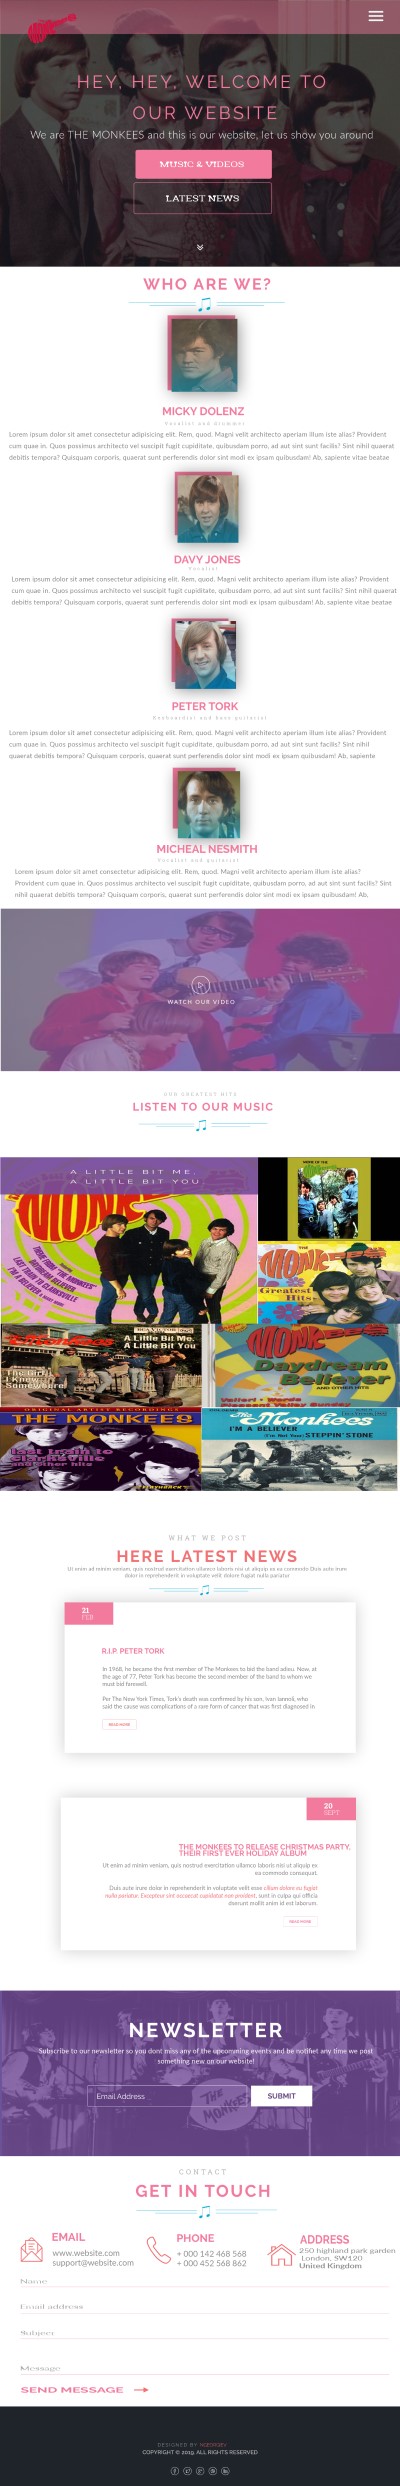 HEY, HEY, WELCOME TO
OUR WEBSITE
We are THE MONKEES and this is our website, let us show you around
MUSIC & VIDEOS
LATEST NEWS
WHO ARE WE?
MICKY DOLENZ
Vocalist and Drummer
Lorem ipsum dolor sit amet consectetur adipisicing elit. Rem, quod. Magni velit architecto aperiam illum iste alias? Provident
cum quae in. Quos possimus architecto vel suscipit fugit cupiditate, quibusdam porro, ad autem sit sunt facilis? Sint nihil quaerat
debitis tempora? Quisquam corporis, quaerat sunt perferendis dolor sint modi ex ipsam quibusdam! Ab, sapiente vitae beatae
DAVY JONES
Vocalist
Lorem ipsum dolor sit amet consectetur adipisicing elit. Rem, quod. Magni velit architecto aperiam illum iste alias? Provident
cum quae in. Quos possimus architecto vel suscipit fugit cupiditate, quibusdam porro, ad aut sint sunt facilis? Sint nihil quaerat
debitis tempora? Quisquam corporis, quaerat sunt perferendis dolor sint modi ex ipsam quibusdam! Ab, sapiente vitae beatae
PETER TORK
Keyboardist and bass guitarist
Lorem ipsum dolor sit amet consectetur adipisicing elit. Rem, quod. Magni velit architecto aperiam illum iste alias? Provident
cum quae in. Quos possimus architecto vel suscipit fugit cupiditate, quibusdam porro, ad aut sint sunt facilis? Sint nihil
quaerat debitis tempora? Quisquam corporis, quaerat sunt perferendis dolor sint modi ex ipsam quibusdam! Ab, sapiente
MICHEAL NESMITH
Vocalist and guitarist
Lorem ipsum dolor sit amet consectetur adipisicing elit. Rem, quod. Magni velit architecto aperiam illum iste alias?
Provident cum quae in. Quos possimus architecto vel suscipit fugit cupiditate, quibusdam porro, ad aut sint sunt facilis? Sint
nihil quaerat debitis tempora? Quisquam corporis, quaerat sunt perferendis dolor sint modi ex ipsam quibusdam! Ab,
WATCH OUR VIDEO
OUR GREATEST HITS
LISTEN TO OUR MUSIC
A LITTLE BIT ME,
A LITTLE BIT YOU
THE
MONKEES
Greatest
Hits
A Little Bit Me,
A Little Bit You
The Girl I Knew
Somewhere
MONKEES
Daydream
Believer
AND OTHER HITS
Valleri • Words
Pleasant Valley Sunday
ORIGINAL ARTIST RECORDINGS
THE MONKEES
last train to
Clarksville
and other hits
FLASHBACK
The Monkees
I'M A BELIEVER
(I'm Not Your) STEPPIN' STONE
WHAT WE POST
HERE LATEST NEWS
Ut enim ad minim veniam, quis nostrud exercitation ullamco laboris nisi ut aliquip ex ea commodo Duis aute irure
dolor in reprehenderit in voluptate velit dolore fugiat nulla pariatur
21
FEB
R.I.P. PETER TORK
In 1968, he became the first member of The Monkees to bid the band adieu. Now, at
the age of 77, Peter Tork has become the second member of the band to whom we
must bid farewell.
Per The New York Times, Tork's death was confirmed by his son, Ivan Iannoli, who
said the cause was complications of a rare form of cancer that was first diagnosed in
READ MORE
20
SEPT
THE MONKEES TO RELEASE CHRISTMAS PARTY,
THEIR FIRST EVER HOLIDAY ALBUM
Ut enim ad minim veniam, quis nostrud exercitation ullamco laboris nisi ut aliquip ex
ea commodo consequat.
Duis aute irure dolor in reprehenderit in voluptate velit esse cillum dolore eu fugiat
nulla pariatur. Excepteur sint occaecat cupidatat non proident, sunt in culpa qui officia
deserunt mollit anim id est laborum.
READ MORE
NEWSLETTER
Subscribe to our newsletter so you dont miss any of the upcomming events and be notifiet any time we post
something new on our website!
Email Address
SUBMIT
CONTACT
GET IN TOUCH
EMAIL
www.website.com
support@website.com
PHONE
+ 000 142 468 568
+ 000 452 568 862
ADDRESS
250 highland park garden
London, SW120
United Kingdom
Name
Email address
Subject
Message
SEND MESSAGE
DESIGNED BY
COPYRIGHT © 2019. ALL RIGHTS RESERVED